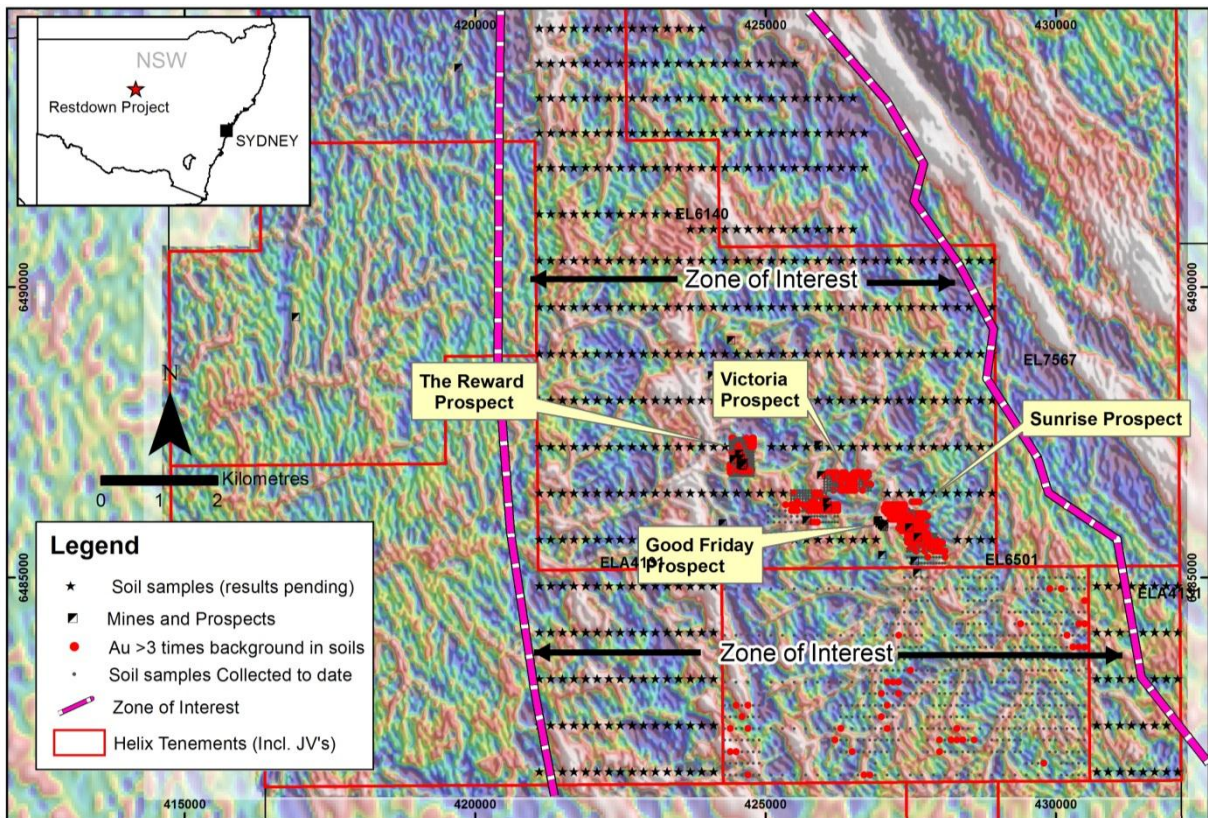 420000
425000
430000
NSW
Restdown Project
SYDNEY
EL6140
Zone of Interest
6490000
6490000
EL7567
The Reward
Prospect
Victoria
Prospect
Sunrise Prospect
N
Kilometres
0 1 2
Good Friday
Prospect
EL6501
6485000
6485000
Legend
Soil samples (results pending)
Mines and Prospects
Au >3 times background in soils
Soil samples Collected to date
Zone of Interest
Helix Tenements (Incl. JV's)
Zone of Interest
415000
420000
425000
430000